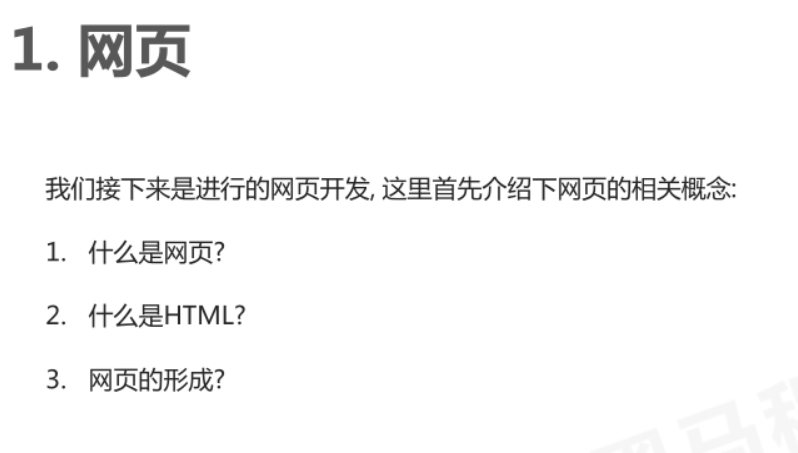 1. 网页
我们接下来是进行的网页开发, 这里首先介绍下网页的相关概念:
1. 什么是网页?
2. 什么是HTML?
3. 网页的形成?